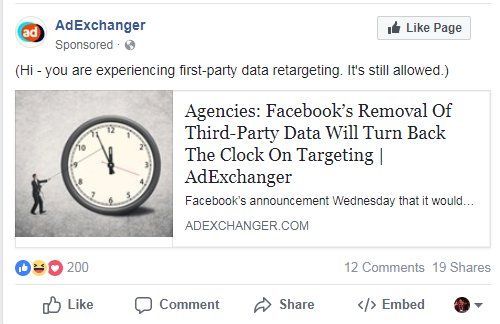 ad
AdExchanger
Sponsored ·
Like Page
(Hi - you are experiencing first-party data retargeting. It's still allowed.)
12
11
Agencies: Facebook’s Removal Of
Third-Party Data Will Turn Back
The Clock On Targeting |
AdExchanger
Facebook’s announcement Wednesday that it would…
ADEXCHANGER.COM
200
12 Comments 19 Shares
Like
Comment
Share
</> Embed